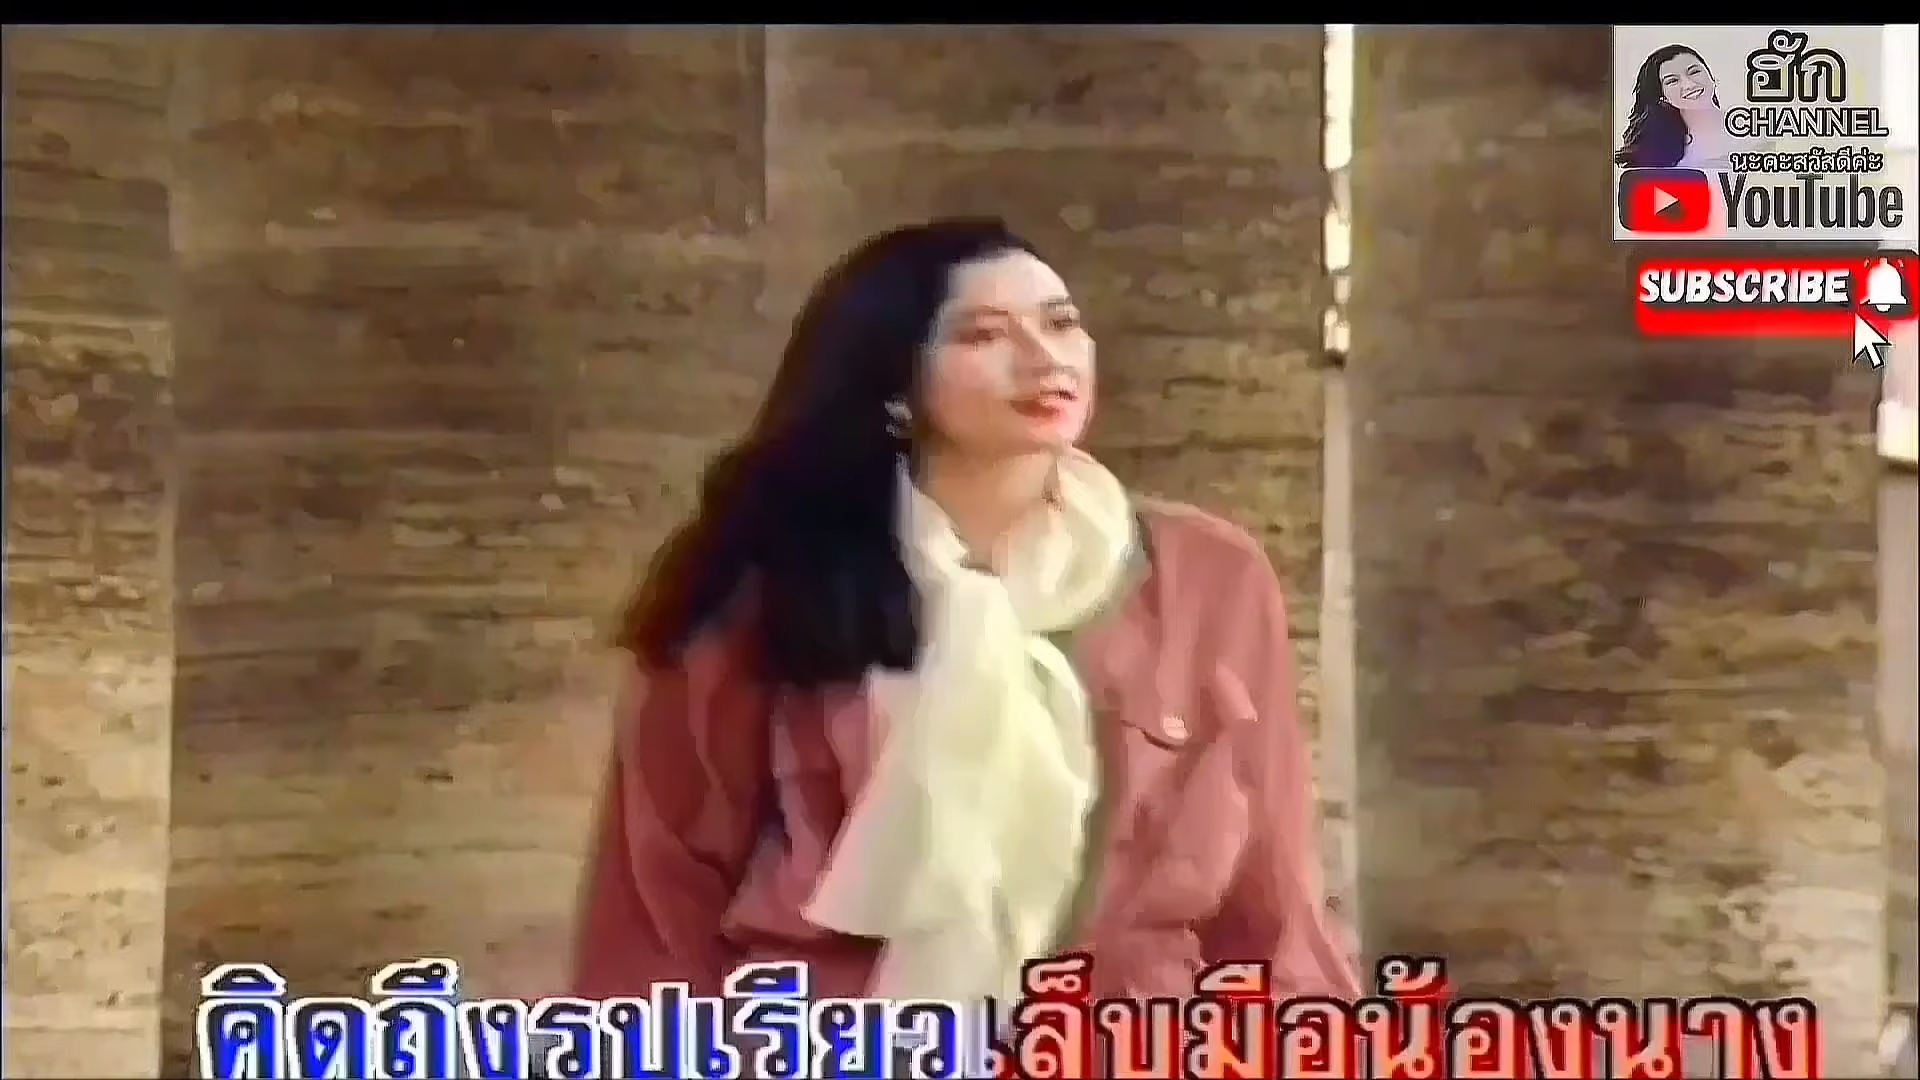 ฮัก
CHANNEL
นะคะสวัสดีค่ะ
YouTube
SUBSCRIBE
คิดถึงรูปเรียวเล็บมือน้องนาง